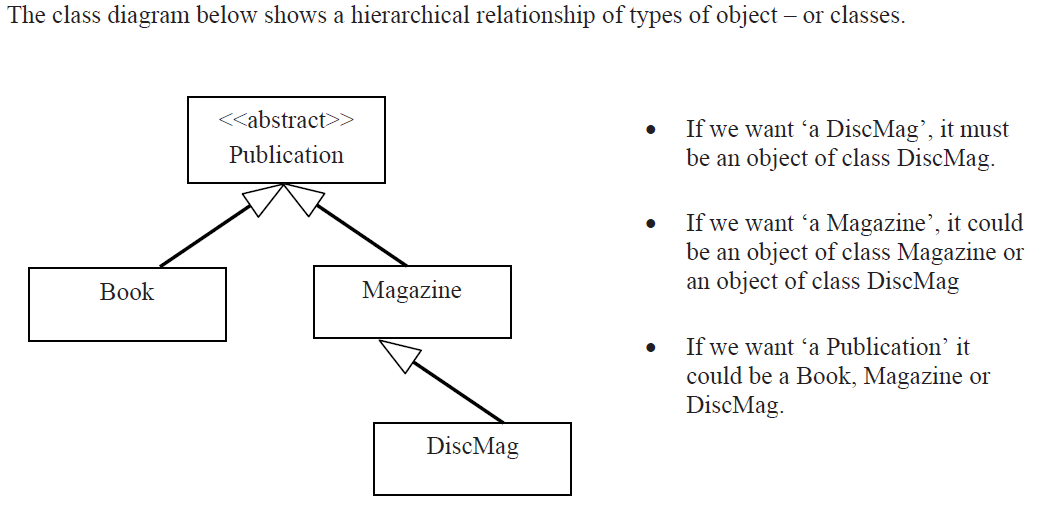 The class diagram below shows a hierarchical relationship of types of object – or classes.
<<abstract>>
Publication
Book
Magazine
DiscMag
• If we want ‘a DiscMag’, it must
be an object of class DiscMag.
• If we want ‘a Magazine’, it could
be an object of class Magazine or
an object of class DiscMag
• If we want ‘a Publication’ it
could be a Book, Magazine or
DiscMag.